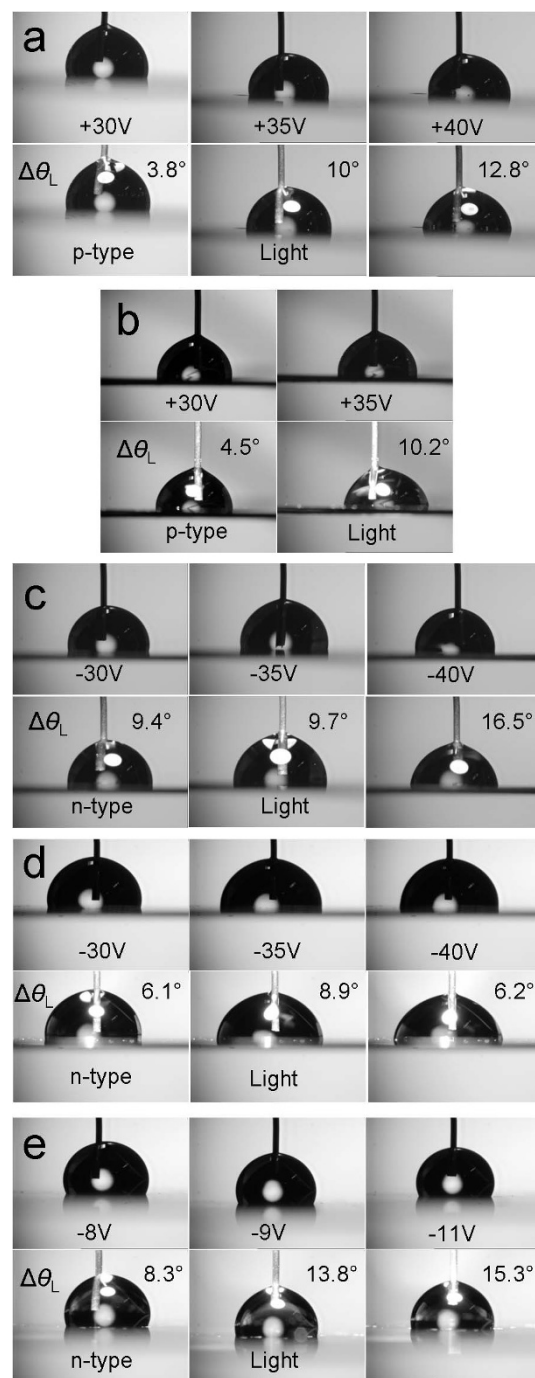 a
+30V +35V +40V
ΔθL 3.8° 10° 12.8°
p-type Light
b
+30V +35V
ΔθL 4.5° 10.2°
p-type Light
c
-30V -35V -40V
ΔθL 9.4° 9.7° 16.5°
n-type Light
d
-30V -35V -40V
ΔθL 6.1° 8.9° 6.2°
n-type Light
e
-8V -9V -11V
ΔθL 8.3° 13.8° 15.3°
n-type Light